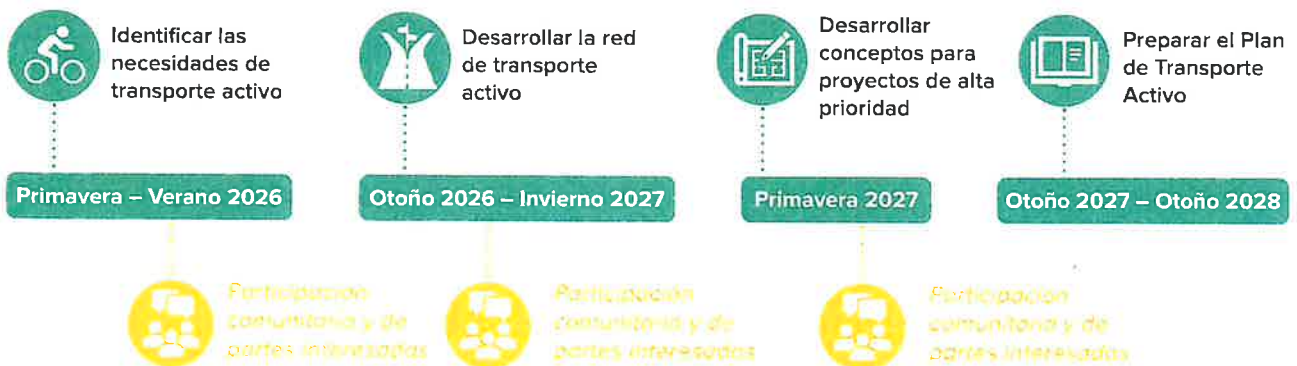 Identificar las
necesidades de
transporte activo
Desarrollar la red
de transporte
activo
Desarrollar
conceptos para
proyectos de alta
prioridad
Preparar el Plan
de Transporte
Activo
Primavera – Verano 2026
Otoño 2026 – Invierno 2027
Primavera 2027
Otoño 2027 – Otoño 2028
Participación
comunitaria y de
partes interesadas
Participación
comunitaria y de
partes interesadas
Participación
comunitaria y de
partes interesadas